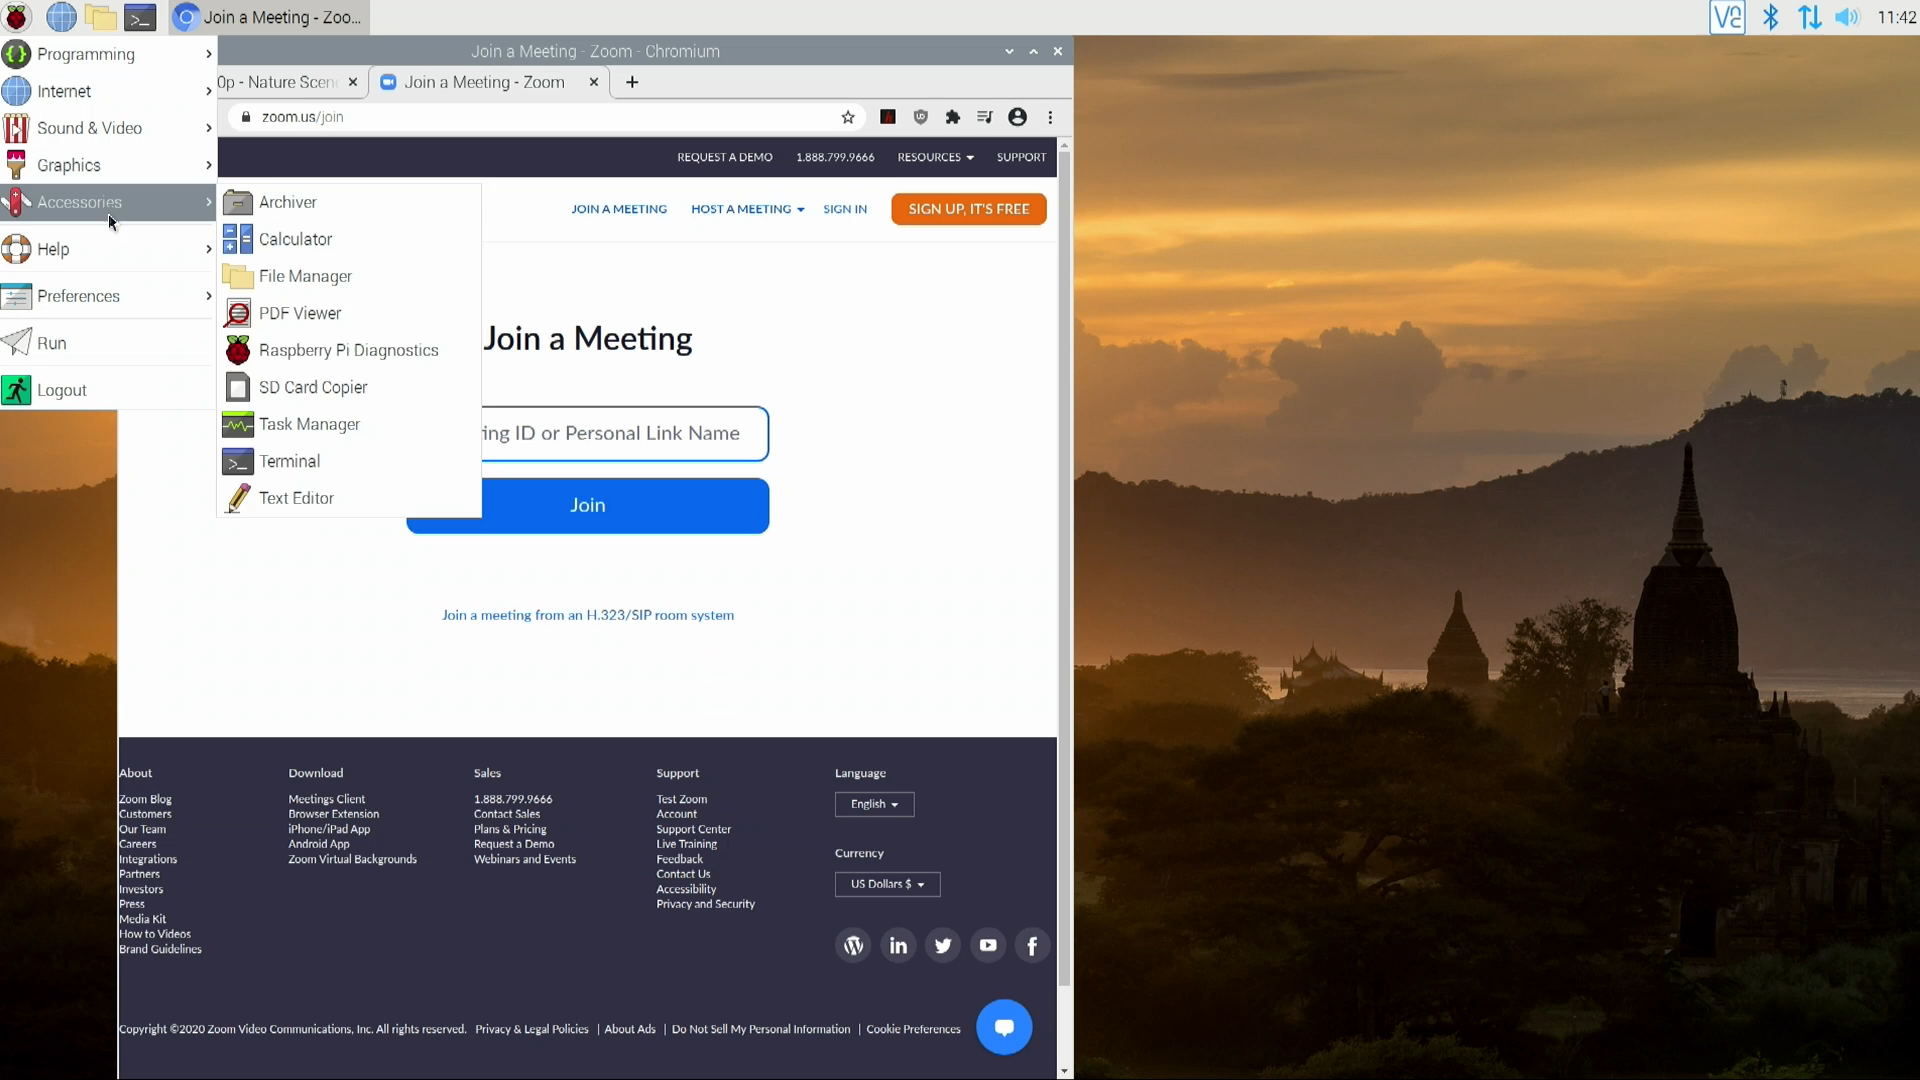 Join a Meeting - Zoo...
11:42
Programming
Internet
Sound & Video
Graphics
Accessories
Help
Preferences
Run
Logout
Archiver
Calculator
File Manager
PDF Viewer
Raspberry Pi Diagnostics
SD Card Copier
Task Manager
Terminal
Text Editor
Join a Meeting - Zoom - Chromium
0p - Nature Scen
Join a Meeting - Zoom
zoom.us/join
REQUEST A DEMO 1.888.799.9666 RESOURCES SUPPORT
JOIN A MEETING HOST A MEETING SIGN IN SIGN UP, IT'S FREE
Join a Meeting
ing ID or Personal Link Name
Join
Join a meeting from an H.323/SIP room system
About
Zoom Blog
Customers
Our Team
Careers
Integrations
Partners
Investors
Press
Media Kit
How to Videos
Brand Guidelines
Download
Meetings Client
Browser Extension
iPhone/iPad App
Android App
Zoom Virtual Backgrounds
Sales
1.888.799.9666
Contact Sales
Plans & Pricing
Request a Demo
Webinars and Events
Support
Test Zoom
Account
Support Center
Live Training
Feedback
Contact Us
Accessibility
Privacy and Security
Language
English
Currency
US Dollars $
Copyright ©2020 Zoom Video Communications, Inc. All rights reserved. Privacy & Legal Policies | About Ads | Do Not Sell My Personal Information | Cookie Preferences